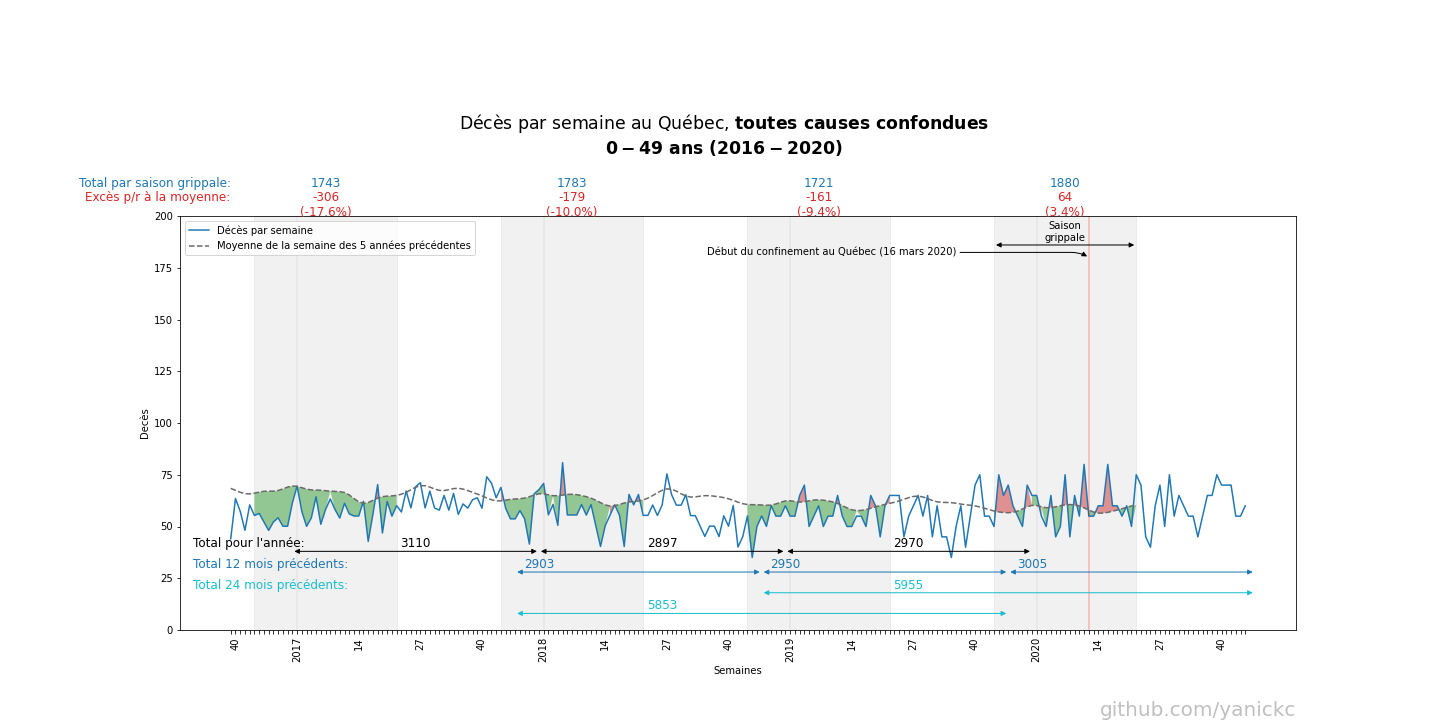 Décès par semaine au Québec, toutes causes confondues
0 – 49 ans (2016 – 2020)
Total par saison grippale: 1743 1783 1721 1880
Excès p/r à la moyenne: -306 -179 -161 64
(-17.6%) (-10.0%) (-9.4%) (3.4%)
Décès par semaine
Moyenne de la semaine des 5 années précédentes
Saison
grippale
Début du confinement au Québec (16 mars 2020)
200
175
150
125
100
75
50
25
0
Decès
Total pour l'année: 3110 2897 2970
Total 12 mois précédents: 2903 2950 3005
Total 24 mois précédents: 5955
5853
40 2017 14 27 40 2018 14 27 40 2019 14 27 40 2020 14 27 40
Semaines
github.com/yanickc